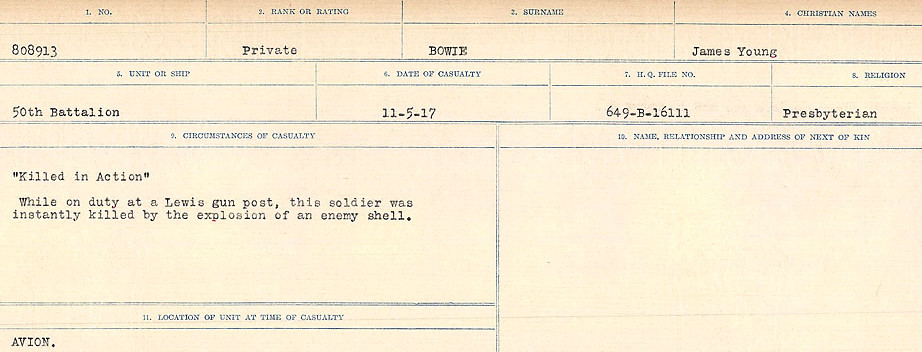 1. NO. 2. RANK OR RATING 3. SURNAME 4. CHRISTIAN NAMES
808913 Private BOWIE James Young
5. UNIT OR SHIP 6. DATE OF CASUALTY 7. H.Q. FILE NO. 8. RELIGION
50th Battalion 11-5-17 649-B-16111 Presbyterian
9. CIRCUMSTANCES OF CASUALTY 10. NAME, RELATIONSHIP AND ADDRESS OF NEXT OF KIN
"Killed in Action"
While on duty at a Lewis gun post, this soldier was
instantly killed by the explosion of an enemy shell.
11. LOCATION OF UNIT AT TIME OF CASUALTY
AVION.